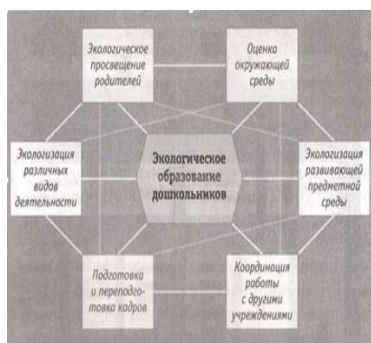 Экологическое
просвещение
родителей
Оценка
окружающей
среды
Экологизация
различных
видов
деятельности
Экологическое
образование
дошкольников
Экологизация
развивающей
предметной
среды
Подготовка
и переподго-
товка кадров
Координация
работы
с другими
учреждениями